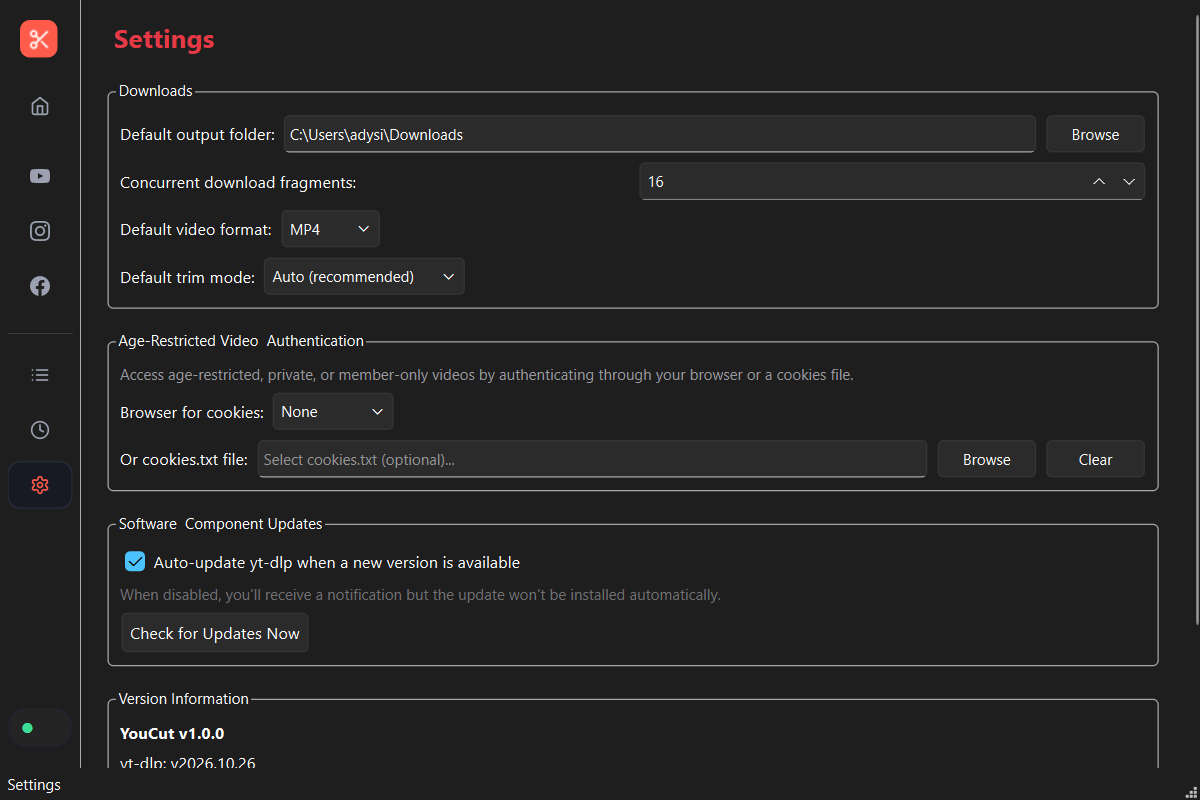 Settings
Downloads
Default output folder: C:\Users\adysi\Downloads Browse
Concurrent download fragments: 16
Default video format: MP4
Default trim mode: Auto (recommended)
Age-Restricted Video Authentication
Access age-restricted, private, or member-only videos by authenticating through your browser or a cookies file.
Browser for cookies: None
Or cookies.txt file: Select cookies.txt (optional)... Browse Clear
Software Component Updates
Auto-update yt-dlp when a new version is available
When disabled, you'll receive a notification but the update won't be installed automatically.
Check for Updates Now
Version Information
YouCut v1.0.0
yt-dlp: v2026.10.26
Settings